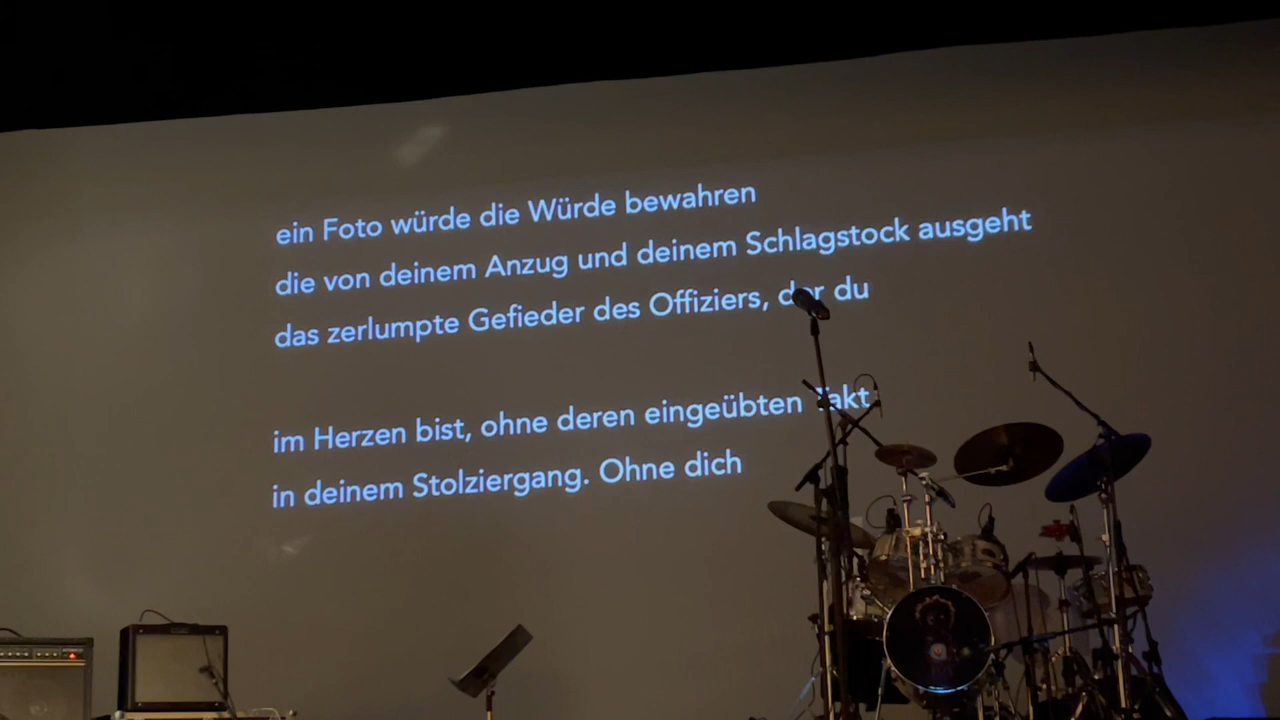 ein Foto würde die Würde bewahren
die von deinem Anzug und deinem Schlagstock ausgeht
das zerlumpte Gefieder des Offiziers, der du
im Herzen bist, ohne deren eingeübten Takt
in deinem Stolziergang. Ohne dich